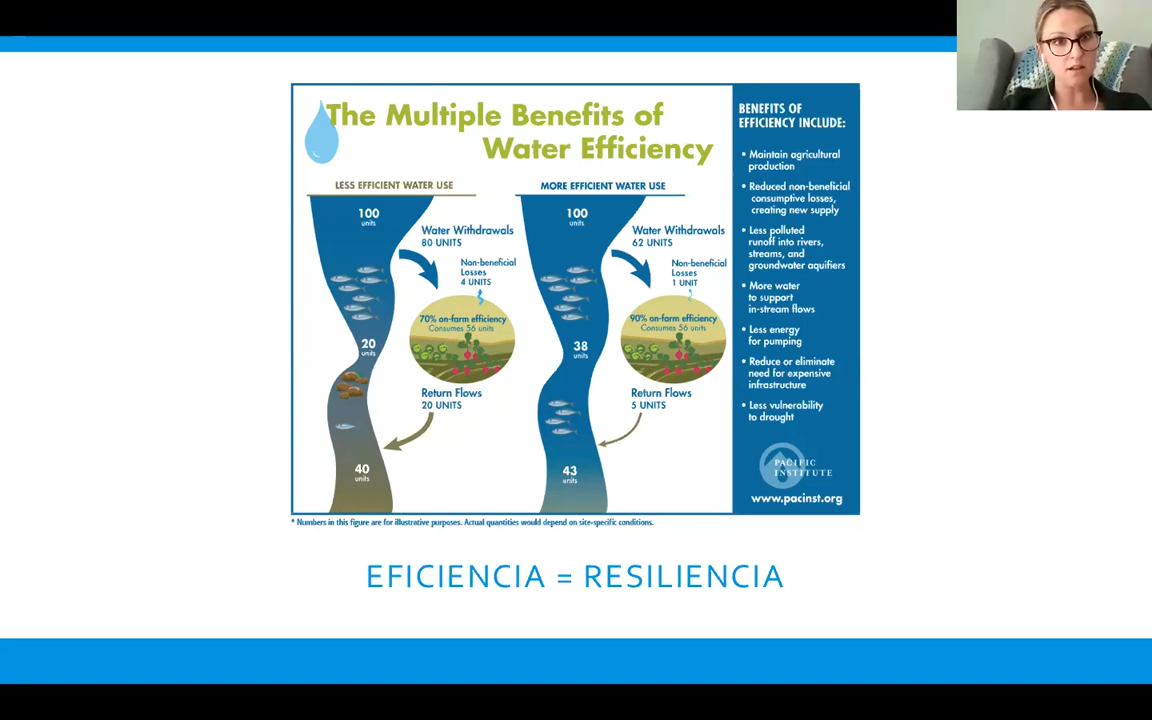 The Multiple Benefits of
Water Efficiency
LESS EFFICIENT WATER USE
100
units
Water Withdrawals
80 UNITS
Non-beneficial
Losses
4 UNITS
70% on-farm efficiency
Consumes 56 units
20
units
Return Flows
20 UNITS
40
units
MORE EFFICIENT WATER USE
100
units
Water Withdrawals
62 UNITS
Non-beneficial
Losses
1 UNIT
90% on-farm efficiency
Consumes 56 units
38
units
Return Flows
5 UNITS
43
units
BENEFITS OF
EFFICIENCY INCLUDE:
• Maintain agricultural
production
• Reduced non-beneficial
consumptive losses,
creating new supply
• Less polluted
runoff into rivers,
streams, and
groundwater aquifiers
• More water
to support
in-stream flows
• Less energy
for pumping
• Reduce or eliminate
need for expensive
infrastructure
• Less vulnerability
to drought
PACIFIC
INSTITUTE
www.pacinst.org
* Numbers in this figure are for illustrative purposes. Actual quantities would depend on site-specific conditions.
EFICIENCIA = RESILIENCIA